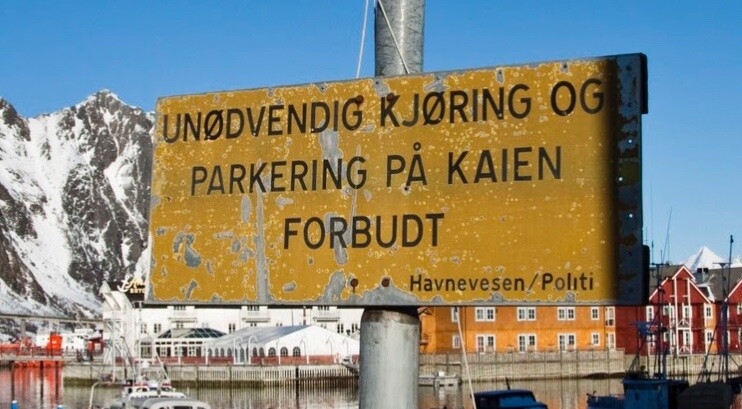 UNØDVENDIG KJØRING OG
PARKERING PÅ KAIEN
FORBUDT
Havnevesen/Politi